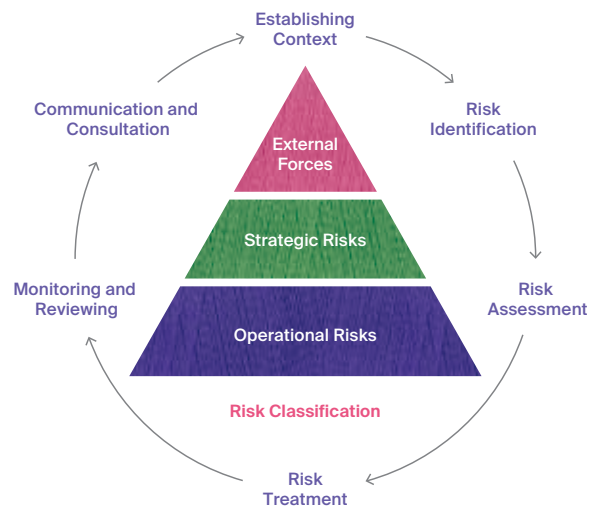 Establishing
Context
Communication and
Consultation
Risk
Identification
External
Forces
Strategic Risks
Monitoring and
Reviewing
Risk
Assessment
Operational Risks
Risk Classification
Risk
Treatment